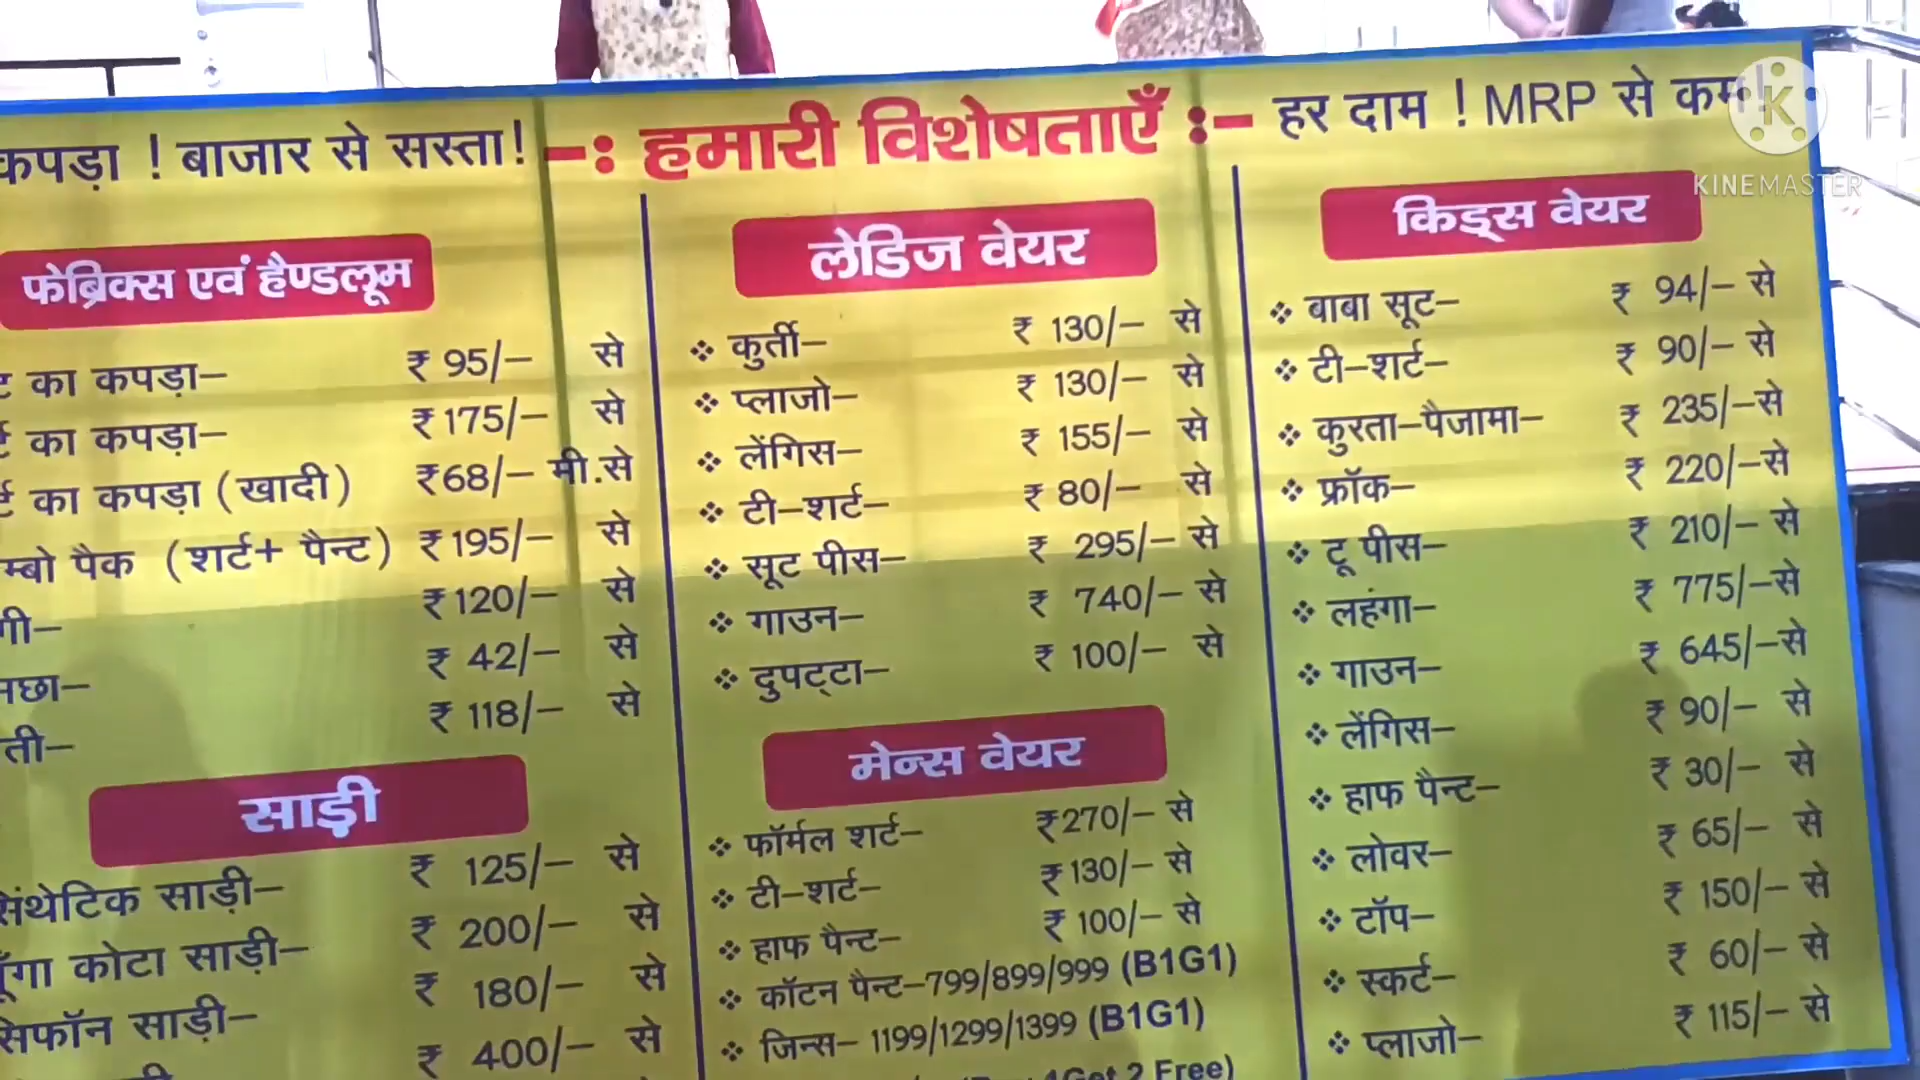 कपड़ा ! बाजार से सस्ता!
-: हमारी विशेषताएँ :-
हर दाम ! MRP से कम!
KINEMASTER
फेब्रिक्स एवं हैण्डलूम
का कपड़ा– ₹ 95/– से
का कपड़ा– ₹ 175/– से
का कपड़ा (खादी) ₹68/– मी.से
पैक (शर्ट+ पैन्ट) ₹195/– से
₹120/– से
₹ 42/– से
₹ 118/– से
साड़ी
सिंथेटिक साड़ी– ₹ 125/– से
कोटा साड़ी– ₹ 200/– से
सिफॉन साड़ी– ₹ 180/– से
₹ 400/– से
लेडिज वेयर
❖ कुर्ती– ₹ 130/– से
❖ प्लाजो– ₹ 130/– से
❖ लेंगिस– ₹ 155/– से
❖ टी–शर्ट– ₹ 80/– से
❖ सूट पीस– ₹ 295/– से
❖ गाउन– ₹ 740/– से
❖ दुपट्टा– ₹ 100/– से
मेन्स वेयर
❖ फॉर्मल शर्ट– ₹270/– से
❖ टी–शर्ट– ₹130/– से
❖ हाफ पैन्ट– ₹ 100/– से
❖ कॉटन पैन्ट–799/899/999 (B1G1)
❖ जिन्स– 1199/1299/1399 (B1G1)
2 Free)
किड्स वेयर
❖ बाबा सूट– ₹ 94/– से
❖ टी–शर्ट– ₹ 90/– से
❖ कुरता–पैजामा– ₹ 235/–से
❖ फ्रॉक– ₹ 220/–से
❖ टू पीस– ₹ 210/– से
❖ लहंगा– ₹ 775/–से
❖ गाउन– ₹ 645/–से
❖ लेंगिस– ₹ 90/– से
❖ हाफ पैन्ट– ₹ 30/– से
❖ लोवर– ₹ 65/– से
❖ टॉप– ₹ 150/– से
❖ स्कर्ट– ₹ 60/– से
❖ प्लाजो– ₹ 115/– से